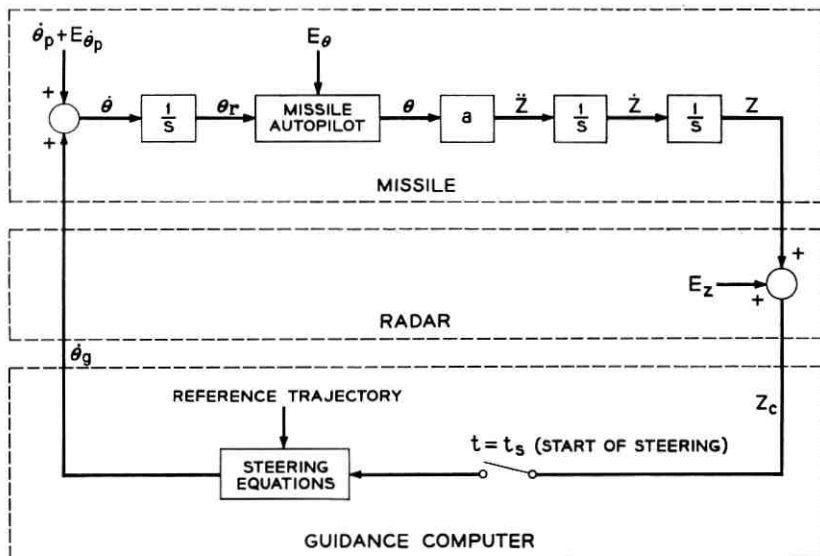 θ̇p + Eθ̇p
Eθ
+
θ̇
1/S
θr
MISSILE
AUTOPILOT
θ
a
Z̈
1/S
Ż
1/S
Z
+
MISSILE
+
EZ
+
RADAR
θ̇g
REFERENCE TRAJECTORY
ZC
t = tS (START OF STEERING)
STEERING
EQUATIONS
GUIDANCE COMPUTER